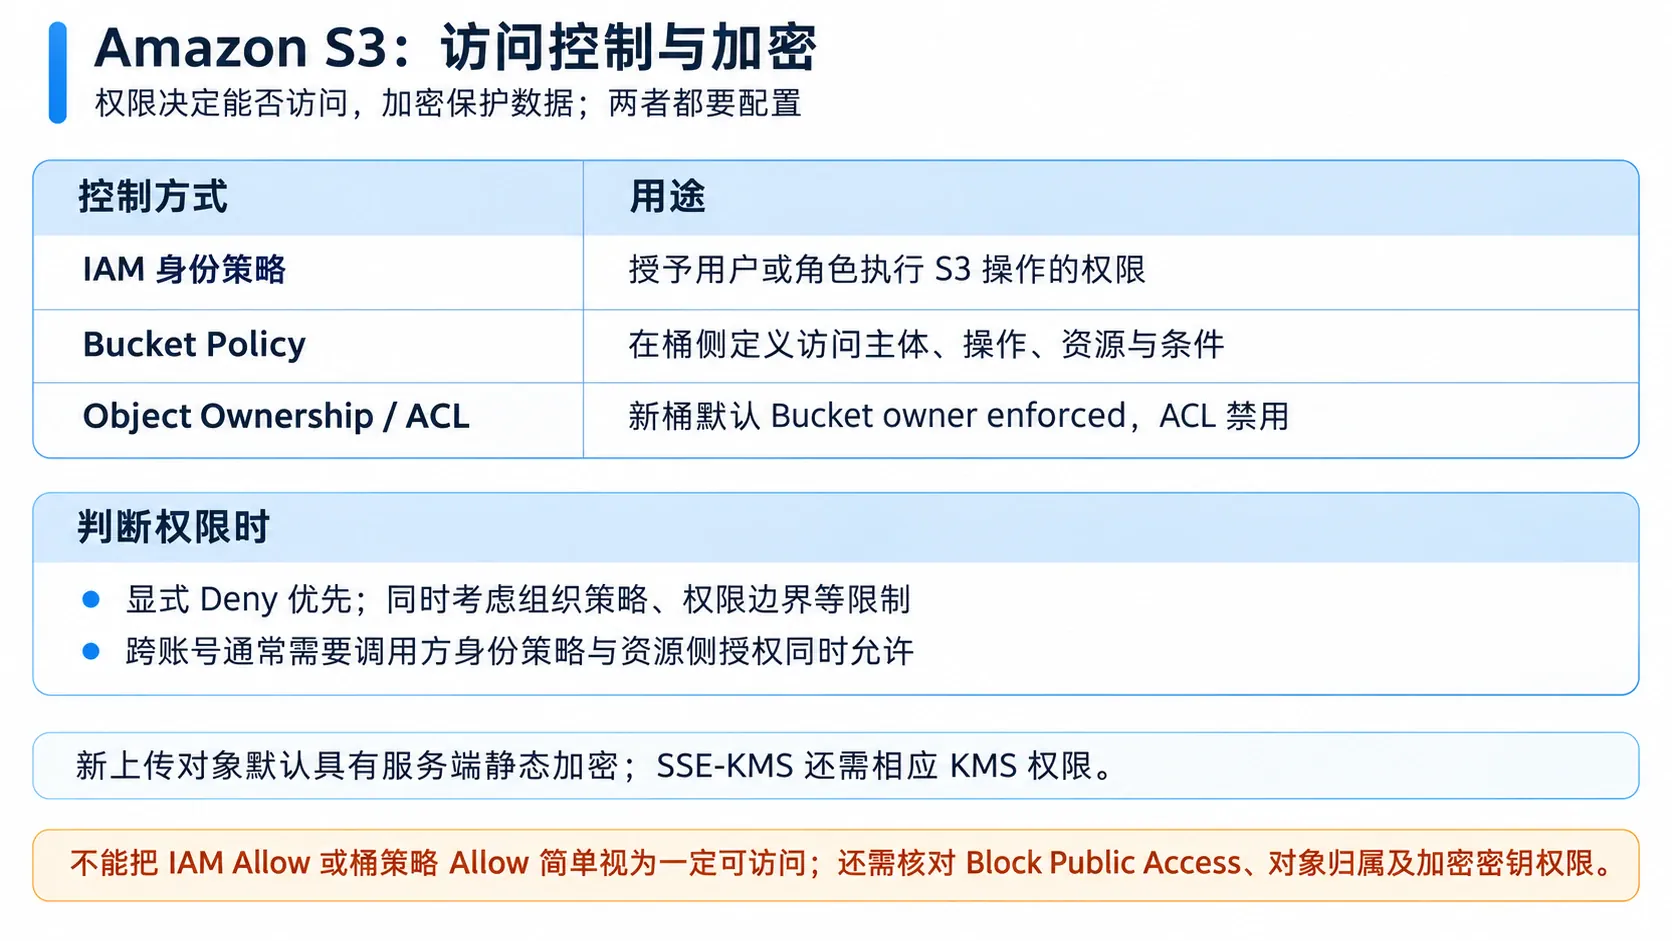 Amazon S3：访问控制与加密
权限决定能否访问，加密保护数据；两者都要配置
控制方式
用途
IAM 身份策略
授予用户或角色执行 S3 操作的权限
Bucket Policy
在桶侧定义访问主体、操作、资源与条件
Object Ownership / ACL
新桶默认 Bucket owner enforced，ACL 禁用
判断权限时
显式 Deny 优先；同时考虑组织策略、权限边界等限制
跨账号通常需要调用方身份策略与资源侧授权同时允许
新上传对象默认具有服务端静态加密；SSE-KMS 还需相应 KMS 权限。
不能把 IAM Allow 或桶策略 Allow 简单视为一定可访问；还需核对 Block Public Access、对象归属及加密密钥权限。